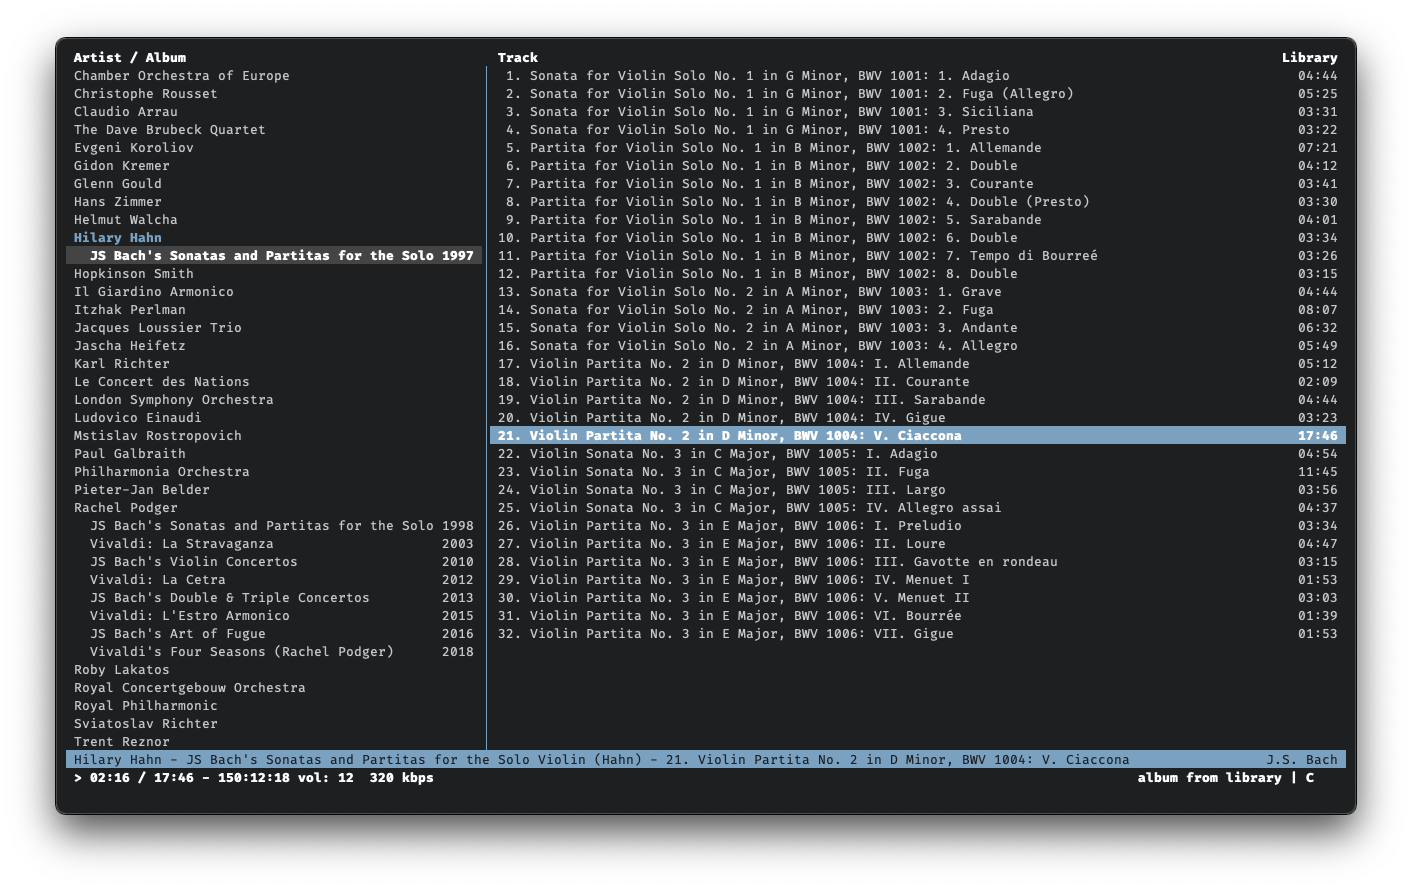 Artist / Album
Chamber Orchestra of Europe
Christophe Rousset
Claudio Arrau
The Dave Brubeck Quartet
Evgeni Koroliov
Gidon Kremer
Glenn Gould
Hans Zimmer
Helmut Walcha
Hilary Hahn
JS Bach's Sonatas and Partitas for the Solo 1997
Hopkinson Smith
Il Giardino Armonico
Itzhak Perlman
Jacques Loussier Trio
Jascha Heifetz
Karl Richter
Le Concert des Nations
London Symphony Orchestra
Ludovico Einaudi
Mstislav Rostropovich
Paul Galbraith
Philharmonia Orchestra
Pieter-Jan Belder
Rachel Podger
JS Bach's Sonatas and Partitas for the Solo 1998
Vivaldi: La Stravaganza 2003
JS Bach's Violin Concertos 2010
Vivaldi: La Cetra 2012
JS Bach's Double & Triple Concertos 2013
Vivaldi: L'Estro Armonico 2015
JS Bach's Art of Fugue 2016
Vivaldi's Four Seasons (Rachel Podger) 2018
Roby Lakatos
Royal Concertgebouw Orchestra
Royal Philharmonic
Sviatoslav Richter
Trent Reznor
Track Library
1. Sonata for Violin Solo No. 1 in G Minor, BWV 1001: 1. Adagio 04:44
2. Sonata for Violin Solo No. 1 in G Minor, BWV 1001: 2. Fuga (Allegro) 05:25
3. Sonata for Violin Solo No. 1 in G Minor, BWV 1001: 3. Siciliana 03:31
4. Sonata for Violin Solo No. 1 in G Minor, BWV 1001: 4. Presto 03:22
5. Partita for Violin Solo No. 1 in B Minor, BWV 1002: 1. Allemande 07:21
6. Partita for Violin Solo No. 1 in B Minor, BWV 1002: 2. Double 04:12
7. Partita for Violin Solo No. 1 in B Minor, BWV 1002: 3. Courante 03:41
8. Partita for Violin Solo No. 1 in B Minor, BWV 1002: 4. Double (Presto) 03:30
9. Partita for Violin Solo No. 1 in B Minor, BWV 1002: 5. Sarabande 04:01
10. Partita for Violin Solo No. 1 in B Minor, BWV 1002: 6. Double 03:34
11. Partita for Violin Solo No. 1 in B Minor, BWV 1002: 7. Tempo di Bourreé 03:26
12. Partita for Violin Solo No. 1 in B Minor, BWV 1002: 8. Double 03:15
13. Sonata for Violin Solo No. 2 in A Minor, BWV 1003: 1. Grave 04:44
14. Sonata for Violin Solo No. 2 in A Minor, BWV 1003: 2. Fuga 08:07
15. Sonata for Violin Solo No. 2 in A Minor, BWV 1003: 3. Andante 06:32
16. Sonata for Violin Solo No. 2 in A Minor, BWV 1003: 4. Allegro 05:49
17. Violin Partita No. 2 in D Minor, BWV 1004: I. Allemande 05:12
18. Violin Partita No. 2 in D Minor, BWV 1004: II. Courante 02:09
19. Violin Partita No. 2 in D Minor, BWV 1004: III. Sarabande 04:44
20. Violin Partita No. 2 in D Minor, BWV 1004: IV. Gigue 03:23
21. Violin Partita No. 2 in D Minor, BWV 1004: V. Ciaccona 17:46
22. Violin Sonata No. 3 in C Major, BWV 1005: I. Adagio 04:54
23. Violin Sonata No. 3 in C Major, BWV 1005: II. Fuga 11:45
24. Violin Sonata No. 3 in C Major, BWV 1005: III. Largo 03:56
25. Violin Sonata No. 3 in C Major, BWV 1005: IV. Allegro assai 04:37
26. Violin Partita No. 3 in E Major, BWV 1006: I. Preludio 03:34
27. Violin Partita No. 3 in E Major, BWV 1006: II. Loure 04:47
28. Violin Partita No. 3 in E Major, BWV 1006: III. Gavotte en rondeau 03:15
29. Violin Partita No. 3 in E Major, BWV 1006: IV. Menuet I 01:53
30. Violin Partita No. 3 in E Major, BWV 1006: V. Menuet II 03:03
31. Violin Partita No. 3 in E Major, BWV 1006: VI. Bourrée 01:39
32. Violin Partita No. 3 in E Major, BWV 1006: VII. Gigue 01:53
Hilary Hahn - JS Bach's Sonatas and Partitas for the Solo Violin (Hahn) - 21. Violin Partita No. 2 in D Minor, BWV 1004: V. Ciaccona J.S. Bach
> 02:16 / 17:46 - 150:12:18 vol: 12 320 kbps album from library | C